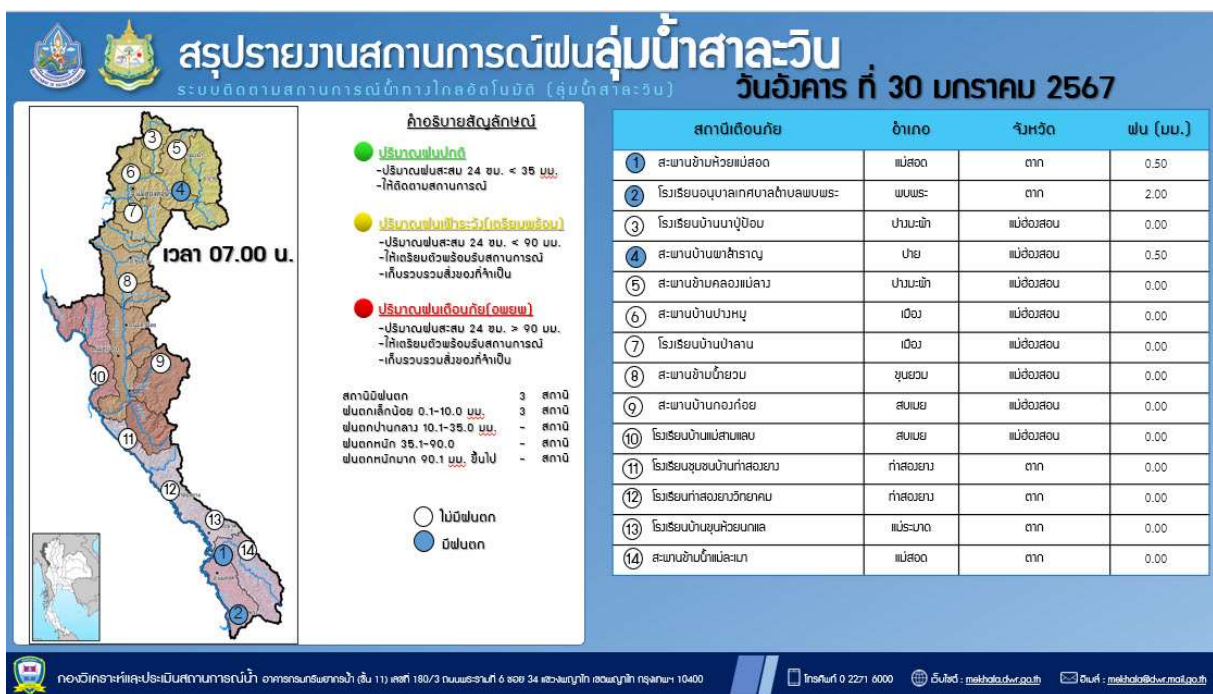 สรุปรายงานสถานการณ์ฝนลุ่มน้ำสาละวิน
ระบบติดตามสถานการณ์น้ำทางไกลอัตโนมัติ (ลุ่มน้ำสาละวิน)
วันอังคาร ที่ 30 มกราคม 2567
เวลา 07.00 น.
3
5
6
4
7
8
9
10
11
12
13
1
14
2
คำอธิบายสัญลักษณ์
ปริมาณฝนปกติ
-ปริมาณฝนสะสม 24 ชม. < 35 มม.
-ให้ติดตามสถานการณ์
ปริมาณฝนเฝ้าระวัง(เตรียมพร้อม)
-ปริมาณฝนสะสม 24 ชม. < 90 มม.
-ให้เตรียมตัวพร้อมรับสถานการณ์
-เก็บรวบรวมสิ่งของที่จำเป็น
ปริมาณฝนเตือนภัย(อพยพ)
-ปริมาณฝนสะสม 24 ชม. > 90 มม.
-ให้เตรียมตัวพร้อมรับสถานการณ์
-เก็บรวบรวมสิ่งของที่จำเป็น
สถานีมีฝนตก 3 สถานี
ฝนตกเล็กน้อย 0.1-10.0 มม. 3 สถานี
ฝนตกปานกลาง 10.1-35.0 มม. - สถานี
ฝนตกหนัก 35.1-90.0 - สถานี
ฝนตกหนักมาก 90.1 มม. ขึ้นไป - สถานี
ไม่มีฝนตก
มีฝนตก
สถานีเตือนภัย อำเภอ จังหวัด ฝน (มม.)
1 สะพานข้ามห้วยแม่สอด แม่สอด ตาก 0.50
2 โรงเรียนอนุบาลเทศบาลตำบลพบพระ พบพระ ตาก 2.00
3 โรงเรียนบ้านนาปู่ป้อม ปางมะผ้า แม่ฮ่องสอน 0.00
4 สะพานบ้านผาสำราญ ปาย แม่ฮ่องสอน 0.50
5 สะพานข้ามคลองแม่ลาง ปางมะผ้า แม่ฮ่องสอน 0.00
6 สะพานบ้านปางหมู เมือง แม่ฮ่องสอน 0.00
7 โรงเรียนบ้านป่าลาน เมือง แม่ฮ่องสอน 0.00
8 สะพานข้ามน้ำยวม ขุนยวม แม่ฮ่องสอน 0.00
9 สะพานบ้านกองก๋อย สบเมย แม่ฮ่องสอน 0.00
10 โรงเรียนบ้านแม่สามแลบ สบเมย แม่ฮ่องสอน 0.00
11 โรงเรียนชุมชนบ้านท่าสองยาง ท่าสองยาง ตาก 0.00
12 โรงเรียนท่าสองยางวิทยาคม ท่าสองยาง ตาก 0.00
13 โรงเรียนบ้านขุนห้วยนกแล แม่ระมาด ตาก 0.00
14 สะพานข้ามน้ำแม่ละเมา แม่สอด ตาก 0.00
กองวิเคราะห์และประเมินสถานการณ์น้ำ อาคารกรมทรัพยากรน้ำ (ชั้น 11) เลขที่ 180/3 ถนนพระรามที่ 6 ซอย 34 แขวงพญาไท เขตพญาไท กรุงเทพฯ 10400
โทรศัพท์ 0 2271 6000
เว็บไซต์ : mekhala.dwr.go.th
อีเมล์ : mekhala@dwr.mail.go.th